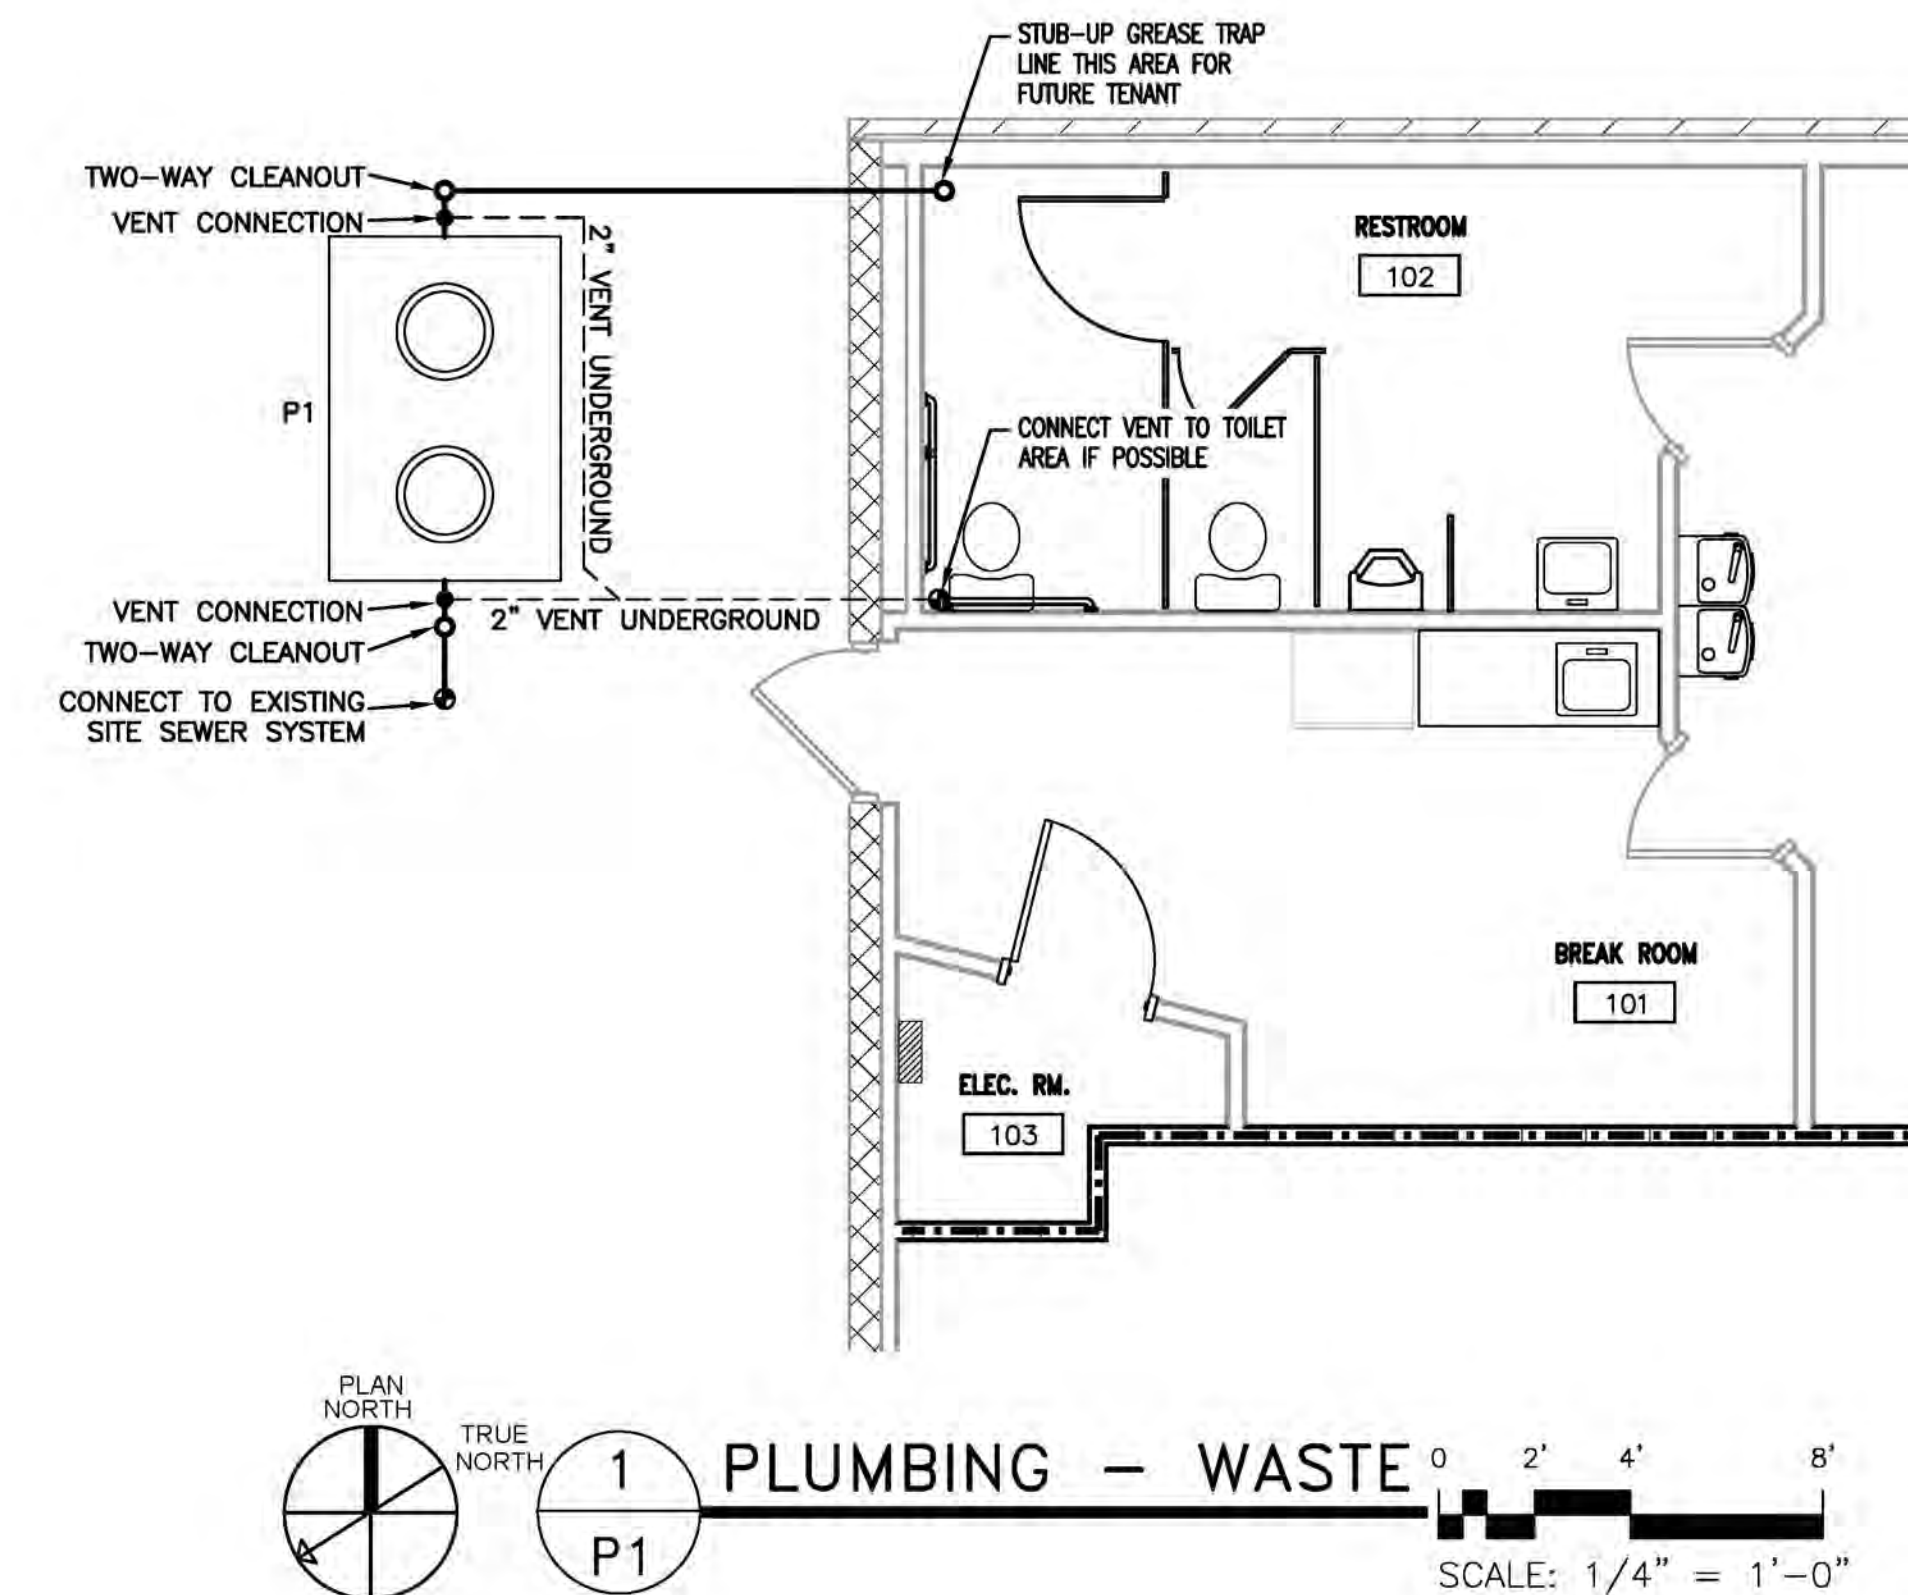 STUB-UP GREASE TRAP
LINE THIS AREA FOR
FUTURE TENANT
TWO-WAY CLEANOUT
VENT CONNECTION
2" VENT UNDERGROUND
RESTROOM
102
P1
CONNECT VENT TO TOILET
AREA IF POSSIBLE
VENT CONNECTION
2" VENT UNDERGROUND
TWO-WAY CLEANOUT
CONNECT TO EXISTING
SITE SEWER SYSTEM
BREAK ROOM
101
ELEC. RM.
103
PLAN
NORTH
TRUE
NORTH
1
P1
PLUMBING - WASTE
0 2' 4' 8'
SCALE: 1/4" = 1'-0"